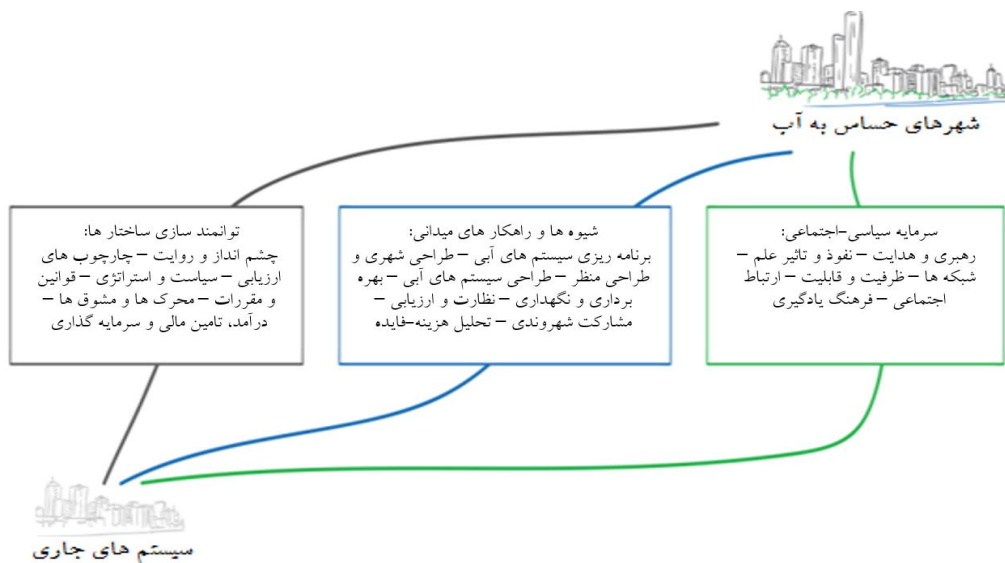 شهرهای حساس به آب
سرمایه سیاسی-اجتماعی:
رهبری و هدایت – نفوذ و تاثیر علم –
شبکه ها – ظرفیت و قابلیت – ارتباط
اجتماعی – فرهنگ یادگیری
شیوه ها و راهکار های میدانی:
برنامه ریزی سیستم های آبی – طراحی شهری و
طراحی منظر – طراحی سیستم های آبی – بهره
برداری و نگهداری – نظارت و ارزیابی –
مشارکت شهروندی – تحلیل هزینه-فایده
توانمند سازی ساختار ها:
چشم انداز و روایت – چارچوب های
ارزیابی – سیاست و استراتژی – قوانین
و مقررات – محرک ها و مشوق ها –
درآمد، تامین مالی و سرمایه گذاری
سیستم های جاری